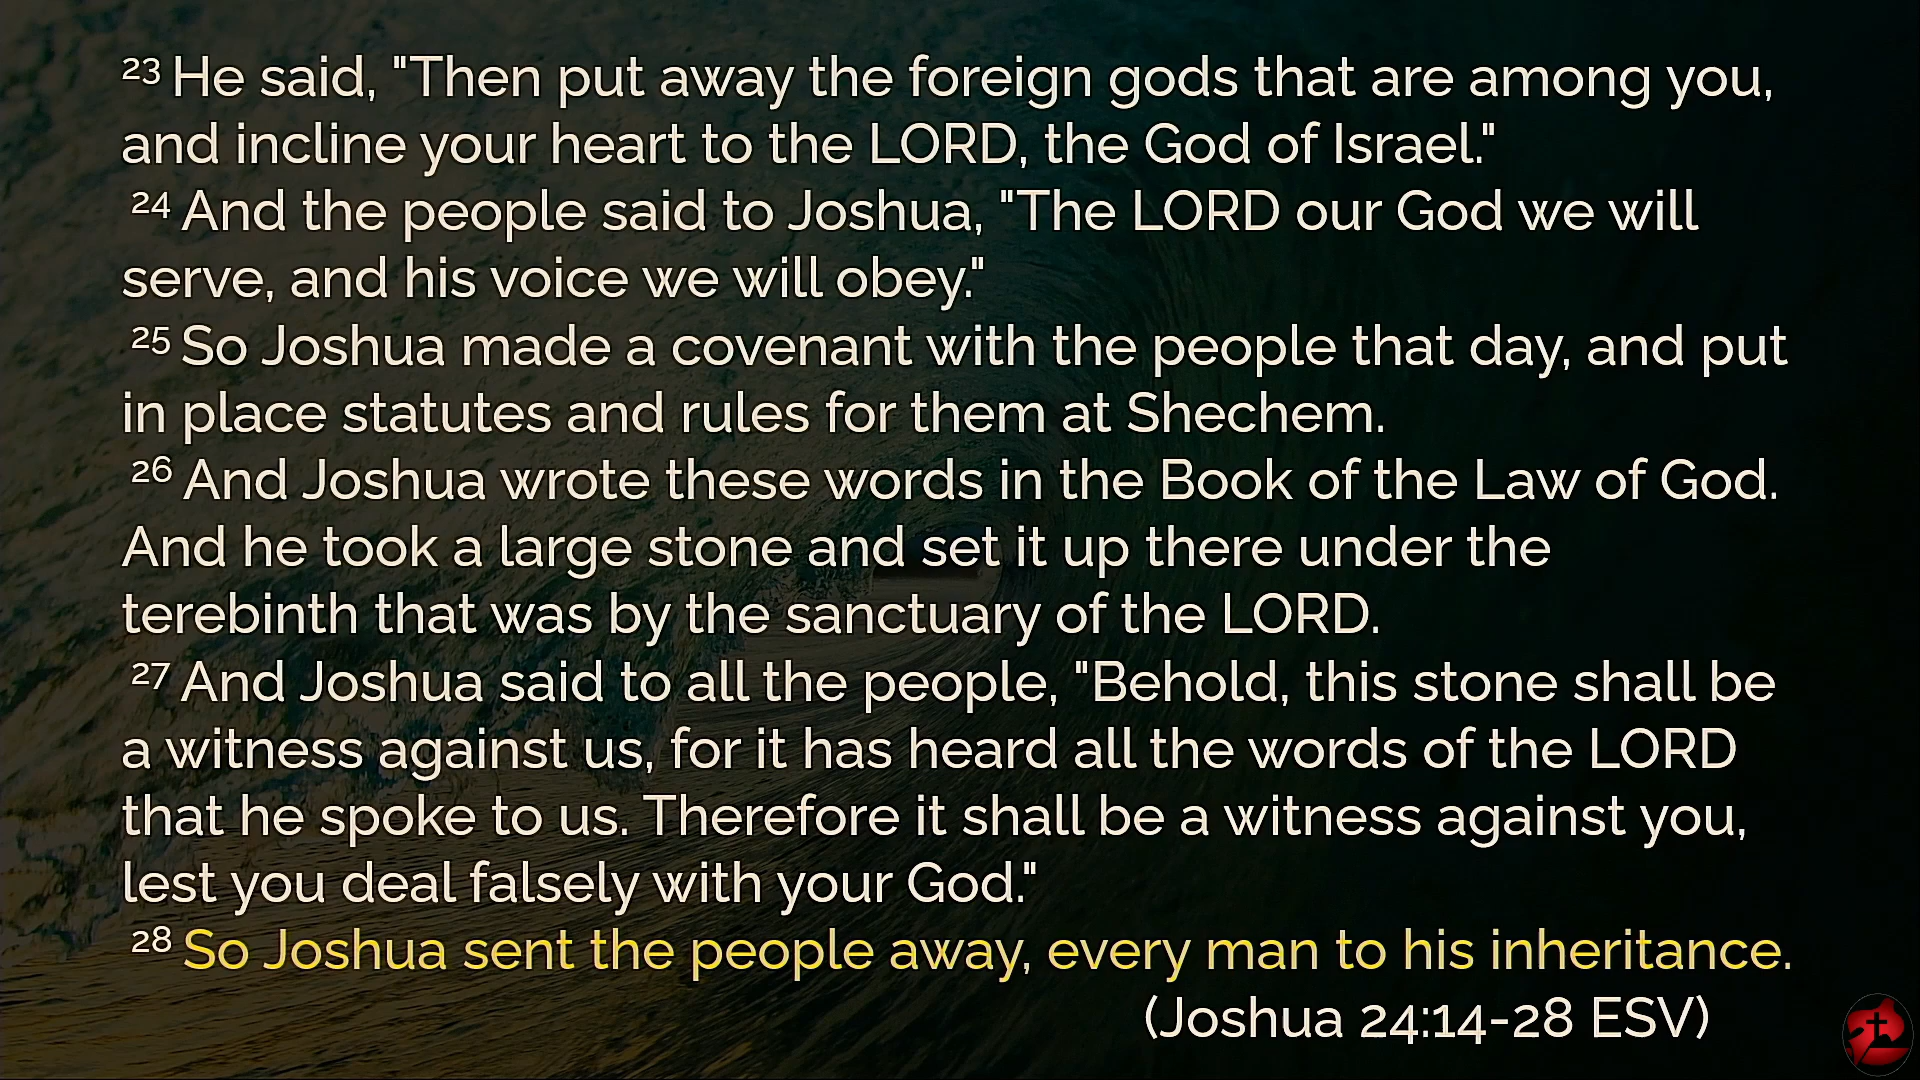 23 He said, "Then put away the foreign gods that are among you,
and incline your heart to the LORD, the God of Israel."
24 And the people said to Joshua, "The LORD our God we will
serve, and his voice we will obey."
25 So Joshua made a covenant with the people that day, and put
in place statutes and rules for them at Shechem.
26 And Joshua wrote these words in the Book of the Law of God.
And he took a large stone and set it up there under the
terebinth that was by the sanctuary of the LORD.
27 And Joshua said to all the people, "Behold, this stone shall be
a witness against us, for it has heard all the words of the LORD
that he spoke to us. Therefore it shall be a witness against you,
lest you deal falsely with your God."
28 So Joshua sent the people away, every man to his inheritance.
(Joshua 24:14-28 ESV)